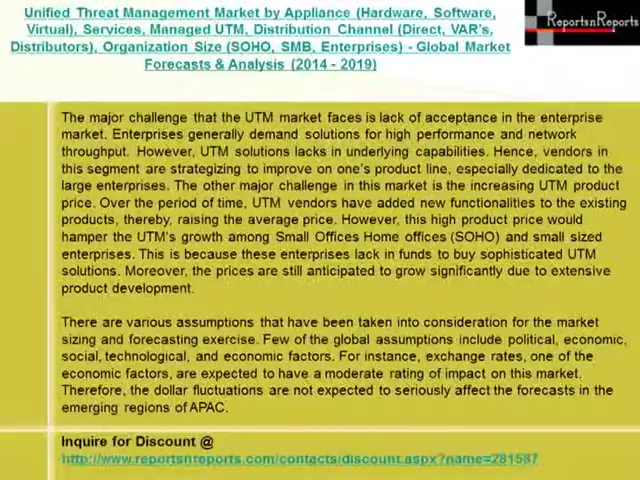 Unified Threat Management Market by Appliance (Hardware, Software,
Virtual), Services, Managed UTM, Distribution Channel (Direct, VAR's,
Distributors), Organization Size (SOHO, SMB, Enterprises) - Global Market
Forecasts & Analysis (2014 - 2019)
ReportsnReports
The major challenge that the UTM market faces is lack of acceptance in the enterprise
market. Enterprises generally demand solutions for high performance and network
throughput. However, UTM solutions lacks in underlying capabilities. Hence, vendors in
this segment are strategizing to improve on one's product line, especially dedicated to the
large enterprises. The other major challenge in this market is the increasing UTM product
price. Over the period of time, UTM vendors have added new functionalities to the existing
products, thereby, raising the average price. However, this high product price would
hamper the UTM's growth among Small Offices Home offices (SOHO) and small sized
enterprises. This is because these enterprises lack in funds to buy sophisticated UTM
solutions. Moreover, the prices are still anticipated to grow significantly due to extensive
product development.
There are various assumptions that have been taken into consideration for the market
sizing and forecasting exercise. Few of the global assumptions include political, economic,
social, technological, and economic factors. For instance, exchange rates, one of the
economic factors, are expected to have a moderate rating of impact on this market.
Therefore, the dollar fluctuations are not expected to seriously affect the forecasts in the
emerging regions of APAC.
Inquire for Discount @
http://www.reportsnreports.com/contacts/discount.aspx?name=281587